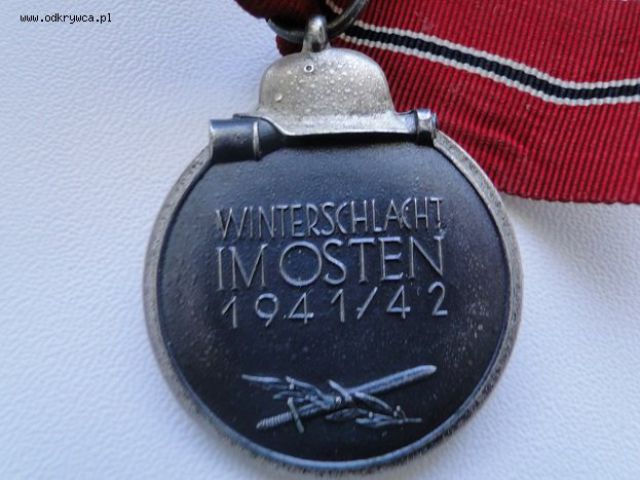 www.odkrywca.pl
WINTERSCHLACHT
IM OSTEN
1941/42